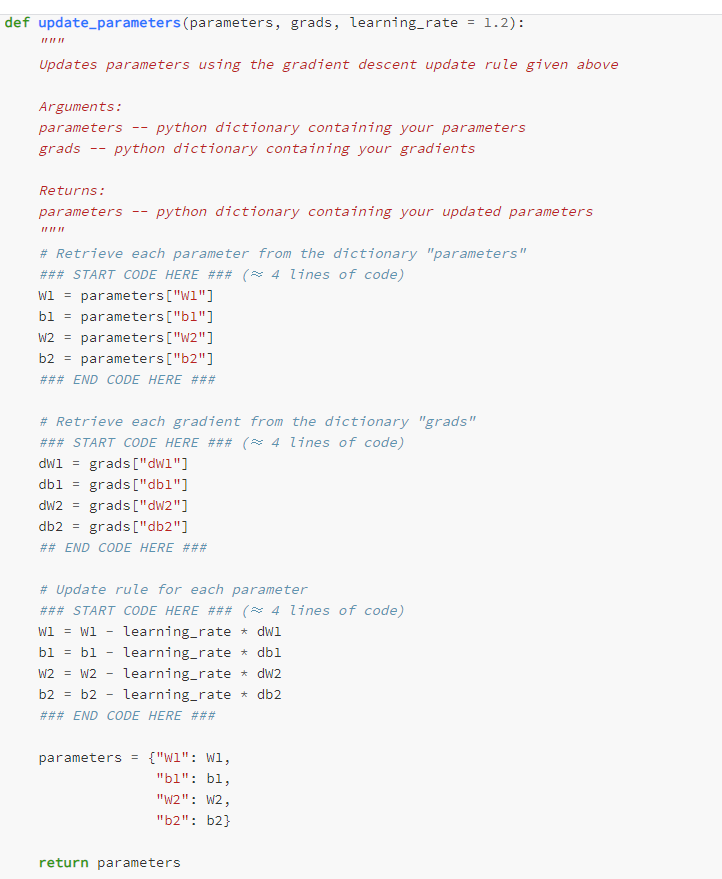 def update_parameters(parameters, grads, learning_rate = 1.2):
    """
    Updates parameters using the gradient descent update rule given above

    Arguments:
    parameters -- python dictionary containing your parameters
    grads -- python dictionary containing your gradients

    Returns:
    parameters -- python dictionary containing your updated parameters
    """
    # Retrieve each parameter from the dictionary "parameters"
    ### START CODE HERE ### (≈ 4 lines of code)
    W1 = parameters["W1"]
    b1 = parameters["b1"]
    W2 = parameters["W2"]
    b2 = parameters["b2"]
    ### END CODE HERE ###

    # Retrieve each gradient from the dictionary "grads"
    ### START CODE HERE ### (≈ 4 lines of code)
    dW1 = grads["dW1"]
    db1 = grads["db1"]
    dW2 = grads["dW2"]
    db2 = grads["db2"]
    ## END CODE HERE ###

    # Update rule for each parameter
    ### START CODE HERE ### (≈ 4 lines of code)
    W1 = W1 - learning_rate * dW1
    b1 = b1 - learning_rate * db1
    W2 = W2 - learning_rate * dW2
    b2 = b2 - learning_rate * db2
    ### END CODE HERE ###

    parameters = {"W1": W1,
                  "b1": b1,
                  "W2": W2,
                  "b2": b2}

    return parameters